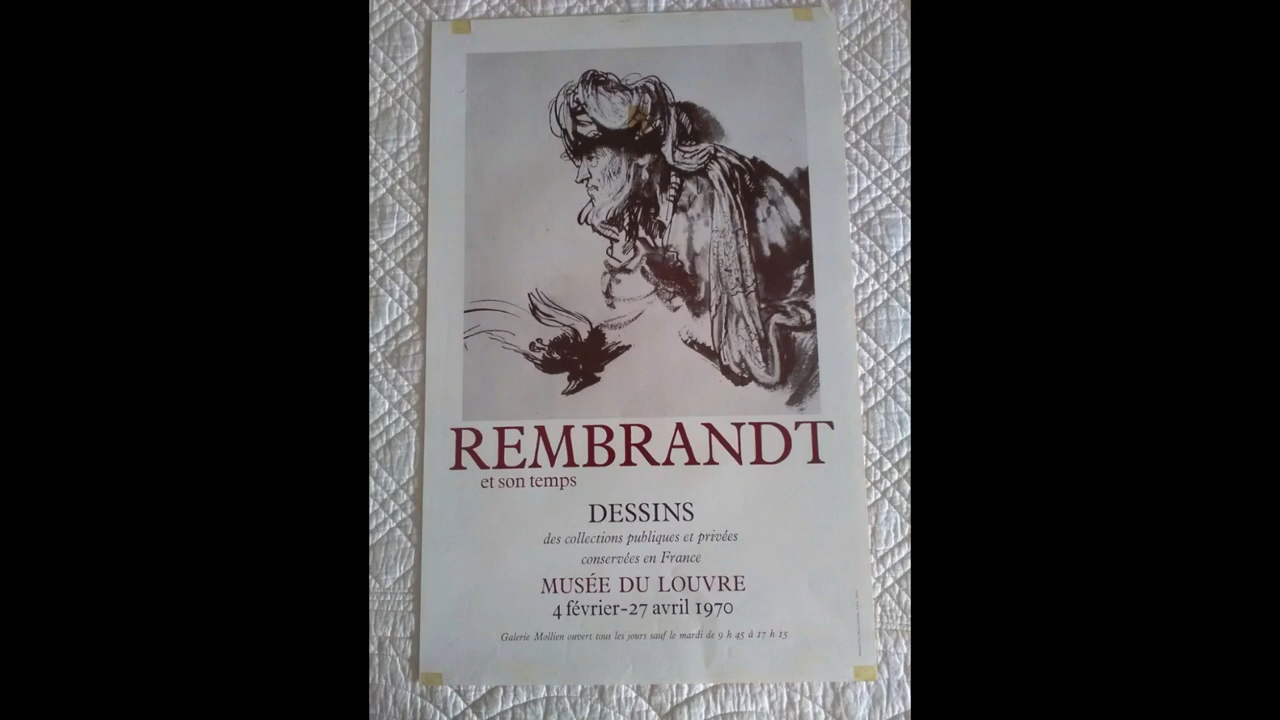 REMBRANDT
et son temps
DESSINS
des collections publiques et privées
conservées en France
MUSÉE DU LOUVRE
4 février-27 avril 1970
Galerie Mollien ouvert tous les jours sauf le mardi de 9 h 45 à 17 h 15